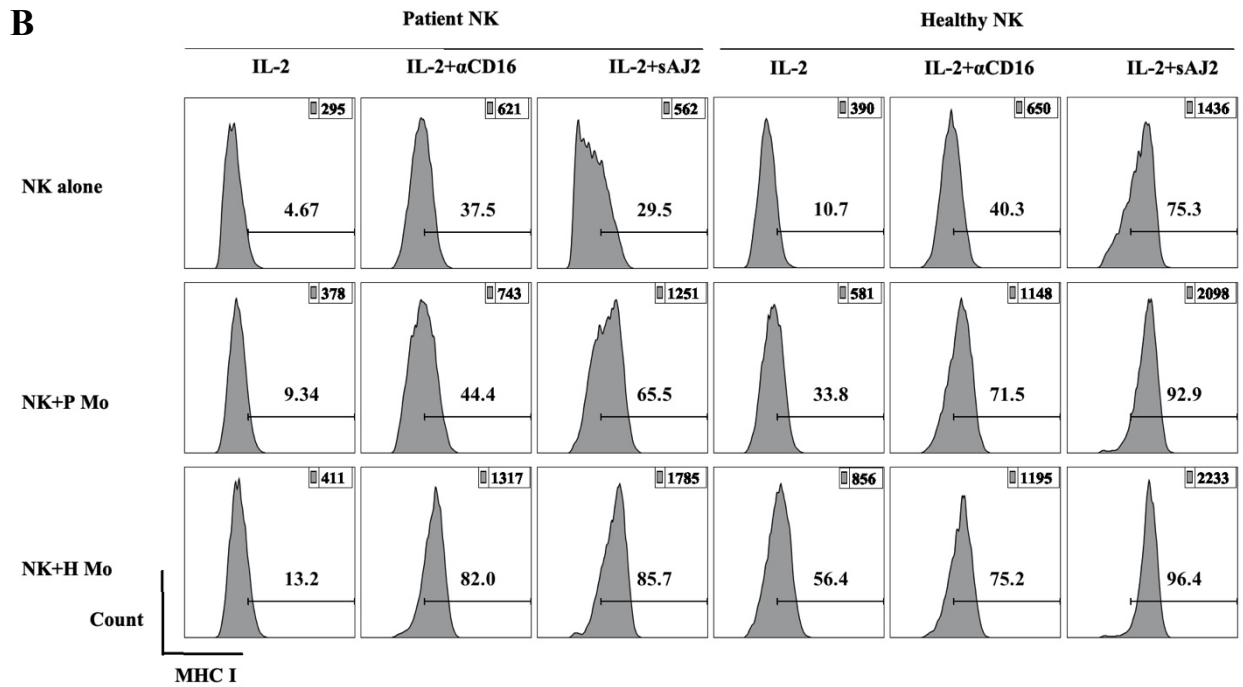 B
Patient NK Healthy NK
IL-2 IL-2+αCD16 IL-2+sAJ2 IL-2 IL-2+αCD16 IL-2+sAJ2
295 621 562 390 650 1436
NK alone 4.67 37.5 29.5 10.7 40.3 75.3
378 743 1251 581 1148 2098
NK+P Mo 9.34 44.4 65.5 33.8 71.5 92.9
411 1317 1785 856 1195 2233
NK+H Mo 13.2 82.0 85.7 56.4 75.2 96.4
Count
MHC I